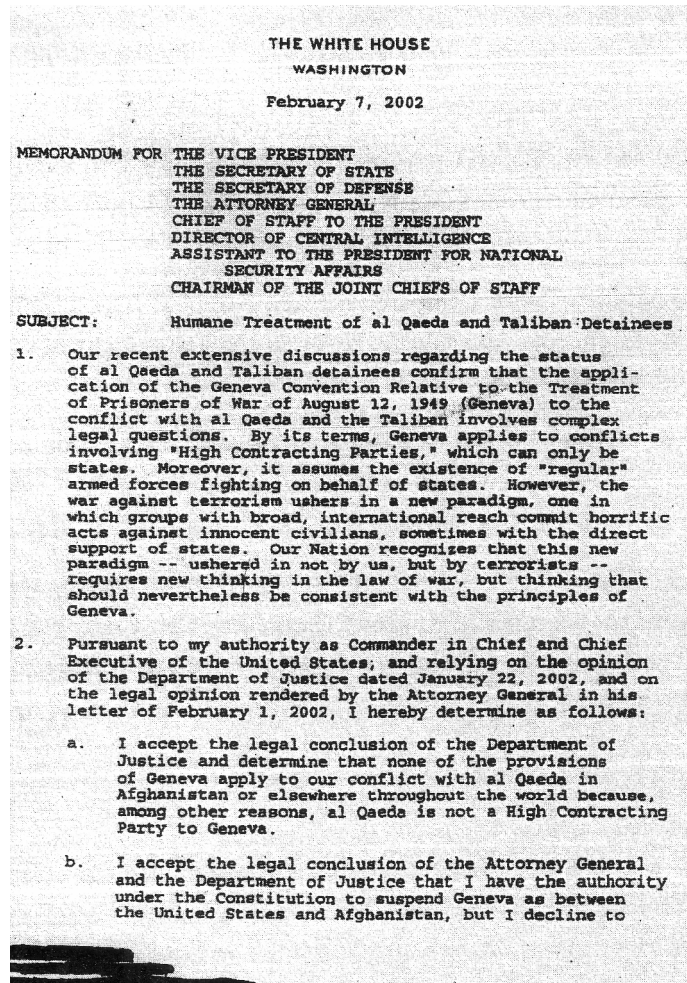 THE WHITE HOUSE
WASHINGTON
February 7, 2002
MEMORANDUM FOR THE VICE PRESIDENT
THE SECRETARY OF STATE
THE SECRETARY OF DEFENSE
THE ATTORNEY GENERAL
CHIEF OF STAFF TO THE PRESIDENT
DIRECTOR OF CENTRAL INTELLIGENCE
ASSISTANT TO THE PRESIDENT FOR NATIONAL
SECURITY AFFAIRS
CHAIRMAN OF THE JOINT CHIEFS OF STAFF
SUBJECT: Humane Treatment of al Qaeda and Taliban Detainees
1. Our recent extensive discussions regarding the status
of al Qaeda and Taliban detainees confirm that the appli-
cation of the Geneva Convention Relative to the Treatment
of Prisoners of War of August 12, 1949 (Geneva) to the
conflict with al Qaeda and the Taliban involves complex
legal questions. By its terms, Geneva applies to conflicts
involving "High Contracting Parties," which can only be
states. Moreover, it assumes the existence of "regular"
armed forces fighting on behalf of states. However, the
war against terrorism ushers in a new paradigm, one in
which groups with broad, international reach commit horrific
acts against innocent civilians, sometimes with the direct
support of states. Our Nation recognizes that this new
paradigm -- ushered in not by us, but by terrorists --
requires new thinking in the law of war, but thinking that
should nevertheless be consistent with the principles of
Geneva.
2. Pursuant to my authority as Commander in Chief and Chief
Executive of the United States, and relying on the opinion
of the Department of Justice dated January 22, 2002, and on
the legal opinion rendered by the Attorney General in his
letter of February 1, 2002, I hereby determine as follows:
a. I accept the legal conclusion of the Department of
Justice and determine that none of the provisions
of Geneva apply to our conflict with al Qaeda in
Afghanistan or elsewhere throughout the world because,
among other reasons, al Qaeda is not a High Contracting
Party to Geneva.
b. I accept the legal conclusion of the Attorney General
and the Department of Justice that I have the authority
under the Constitution to suspend Geneva as between
the United States and Afghanistan, but I decline to